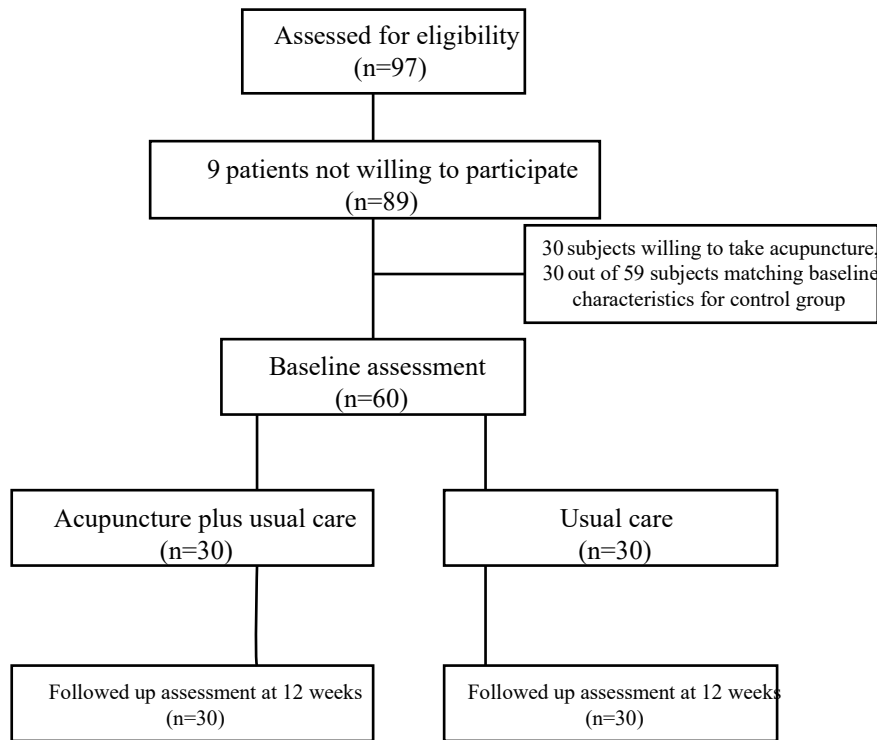 Assessed for eligibility
(n=97)
9 patients not willing to participate
(n=89)
30 subjects willing to take acupuncture,
30 out of 59 subjects matching baseline
characteristics for control group
Baseline assessment
(n=60)
Acupuncture plus usual care
(n=30)
Usual care
(n=30)
Followed up assessment at 12 weeks
(n=30)
Followed up assessment at 12 weeks
(n=30)